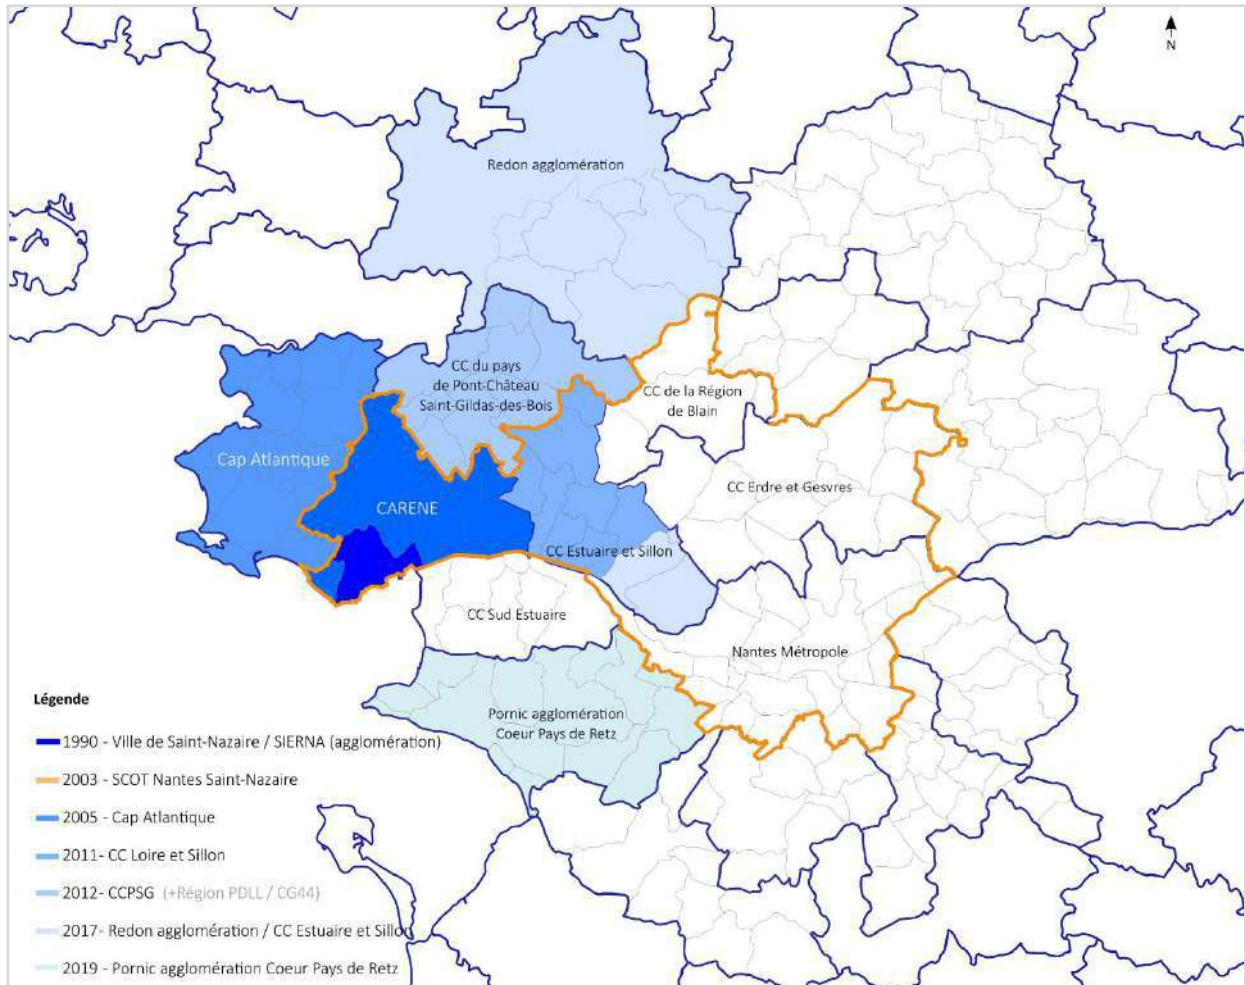 N
Redon agglomération
CC du pays
de Pont-Château
Saint-Gildas-des-Bois
CC de la Région
de Blain
Cap Atlantique
CC Erdre et Gesvres
CARENE
CC Estuaire et Sillon
CC Sud Estuaire
Nantes Métropole
Pornic agglomération
Coeur Pays de Retz
Légende
1990 - Ville de Saint-Nazaire / SIERNA (agglomération)
2003 - SCOT Nantes Saint-Nazaire
2005 - Cap Atlantique
2011- CC Loire et Sillon
2012- CCPSG (+Région PDLL / CG44)
2017- Redon agglomération / CC Estuaire et Sillon
2019 - Pornic agglomération Coeur Pays de Retz